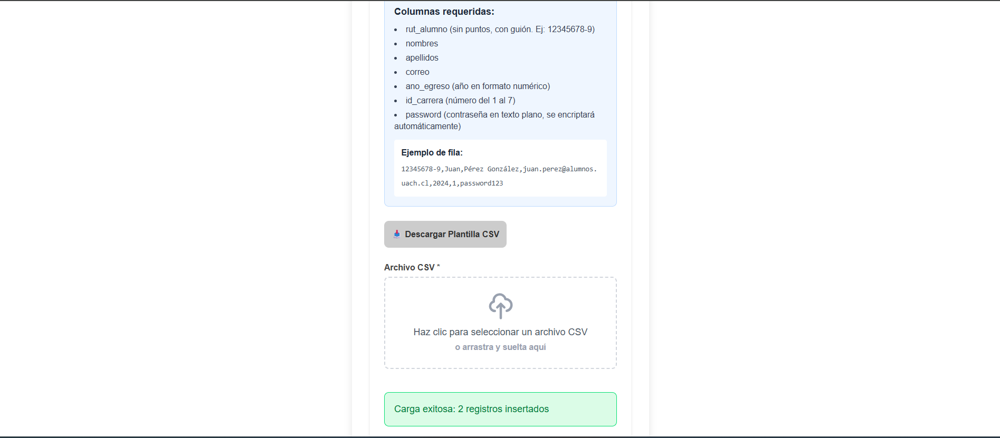 Columnas requeridas:
• rut_alumno (sin puntos, con guión. Ej: 12345678-9)
• nombres
• apellidos
• correo
• ano_egreso (año en formato numérico)
• id_carrera (número del 1 al 7)
• password (contraseña en texto plano, se encriptará
automáticamente)
Ejemplo de fila:
12345678-9,Juan,Pérez González,juan.perez@alumnos.
uach.cl,2024,1,password123
Descargar Plantilla CSV
Archivo CSV *
Haz clic para seleccionar un archivo CSV
o arrastra y suelta aquí
Carga exitosa: 2 registros insertados